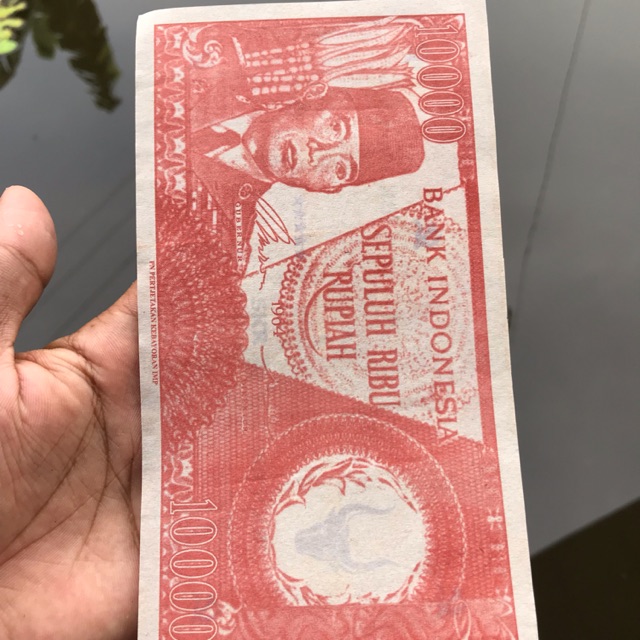 10000
BANK INDONESIA
SEPULUH RIBU
RUPIAH
10000